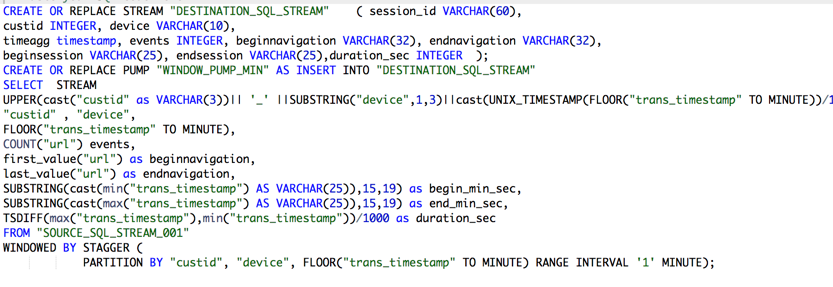 CREATE OR REPLACE STREAM "DESTINATION_SQL_STREAM" ( session_id VARCHAR(60),
custid INTEGER, device VARCHAR(10),
timeagg timestamp, events INTEGER, beginnavigation VARCHAR(32), endnavigation VARCHAR(32),
beginsession VARCHAR(25), endsession VARCHAR(25),duration_sec INTEGER );
CREATE OR REPLACE PUMP "WINDOW_PUMP_MIN" AS INSERT INTO "DESTINATION_SQL_STREAM"
SELECT STREAM
UPPER(cast("custid" as VARCHAR(3))|| '_' ||SUBSTRING("device",1,3)||cast(UNIX_TIMESTAMP(FLOOR("trans_timestamp" TO MINUTE))/1
"custid" , "device",
FLOOR("trans_timestamp" TO MINUTE),
COUNT("url") events,
first_value("url") as beginnavigation,
last_value("url") as endnavigation,
SUBSTRING(cast(min("trans_timestamp") AS VARCHAR(25)),15,19) as begin_min_sec,
SUBSTRING(cast(max("trans_timestamp") AS VARCHAR(25)),15,19) as end_min_sec,
TSDIFF(max("trans_timestamp"),min("trans_timestamp"))/1000 as duration_sec
FROM "SOURCE_SQL_STREAM_001"
WINDOWED BY STAGGER (
PARTITION BY "custid", "device", FLOOR("trans_timestamp" TO MINUTE) RANGE INTERVAL '1' MINUTE);